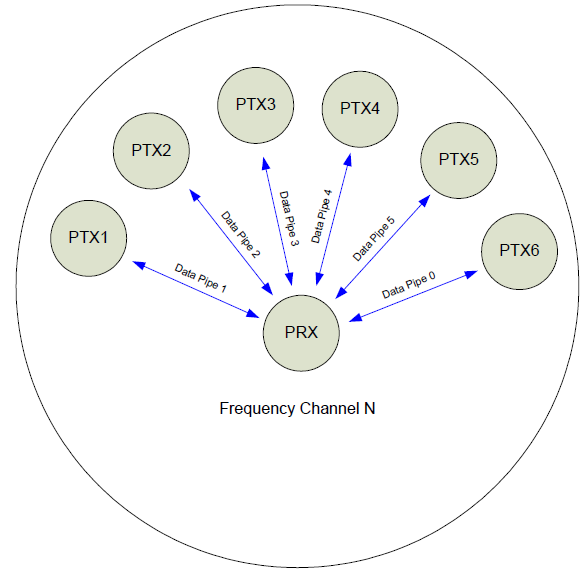 PTX3
PTX4
PTX2
PTX5
PTX1
PTX6
Data Pipe 1
Data Pipe 2
Data Pipe 3
Data Pipe 4
Data Pipe 5
Data Pipe 0
PRX
Frequency Channel N